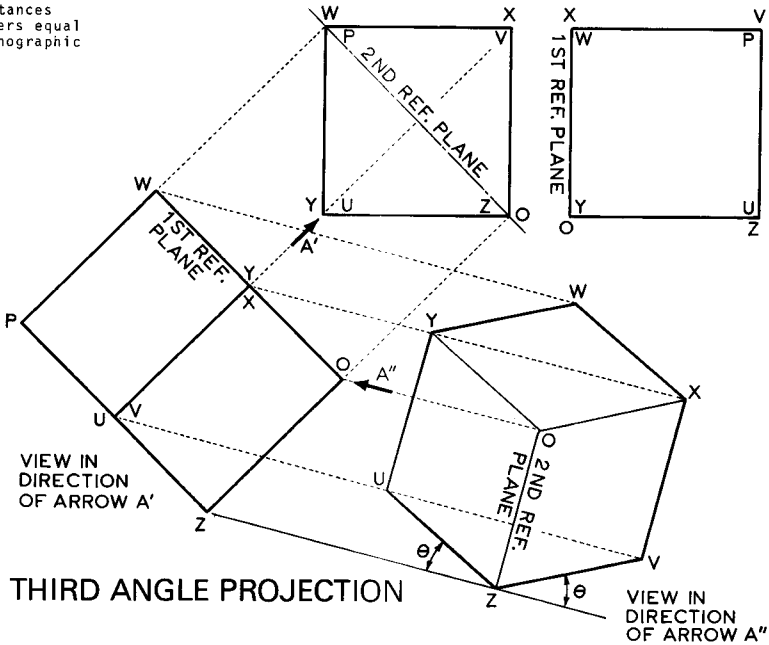 tances
ers equal
nographic
W X
P V
2ND REF. PLANE
Y U Z O
A'
X V
W P
1ST REF. PLANE
Y U
O Z
W
1ST REF.
PLANE
Y
X
P
O
A"
U V
Z
VIEW IN
DIRECTION
OF ARROW A'
W
Y
X
O
2ND REF.
PLANE
U
V
θ
Z
θ
THIRD ANGLE PROJECTION
VIEW IN
DIRECTION
OF ARROW A"